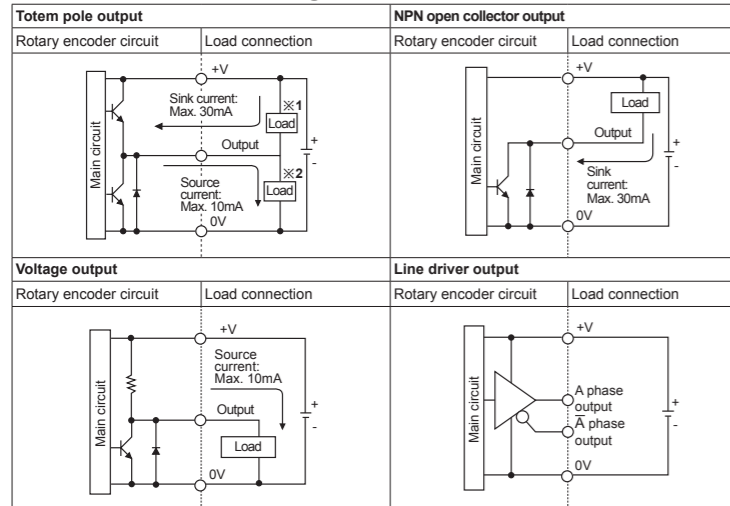 Totem pole output
NPN open collector output
Rotary encoder circuit
Load connection
Rotary encoder circuit
Load connection
Main circuit
+V
Sink current:
Max. 30mA
※1
Load
Output
+
-
※2
Load
Source
current:
Max. 10mA
0V
Main circuit
+V
Load
Output
+
-
Sink
current:
Max. 30mA
0V
Voltage output
Line driver output
Rotary encoder circuit
Load connection
Rotary encoder circuit
Load connection
Main circuit
+V
Source
current:
Max. 10mA
+
-
Output
Load
0V
Main circuit
+V
A phase
output
A̅ phase
output
+
-
0V